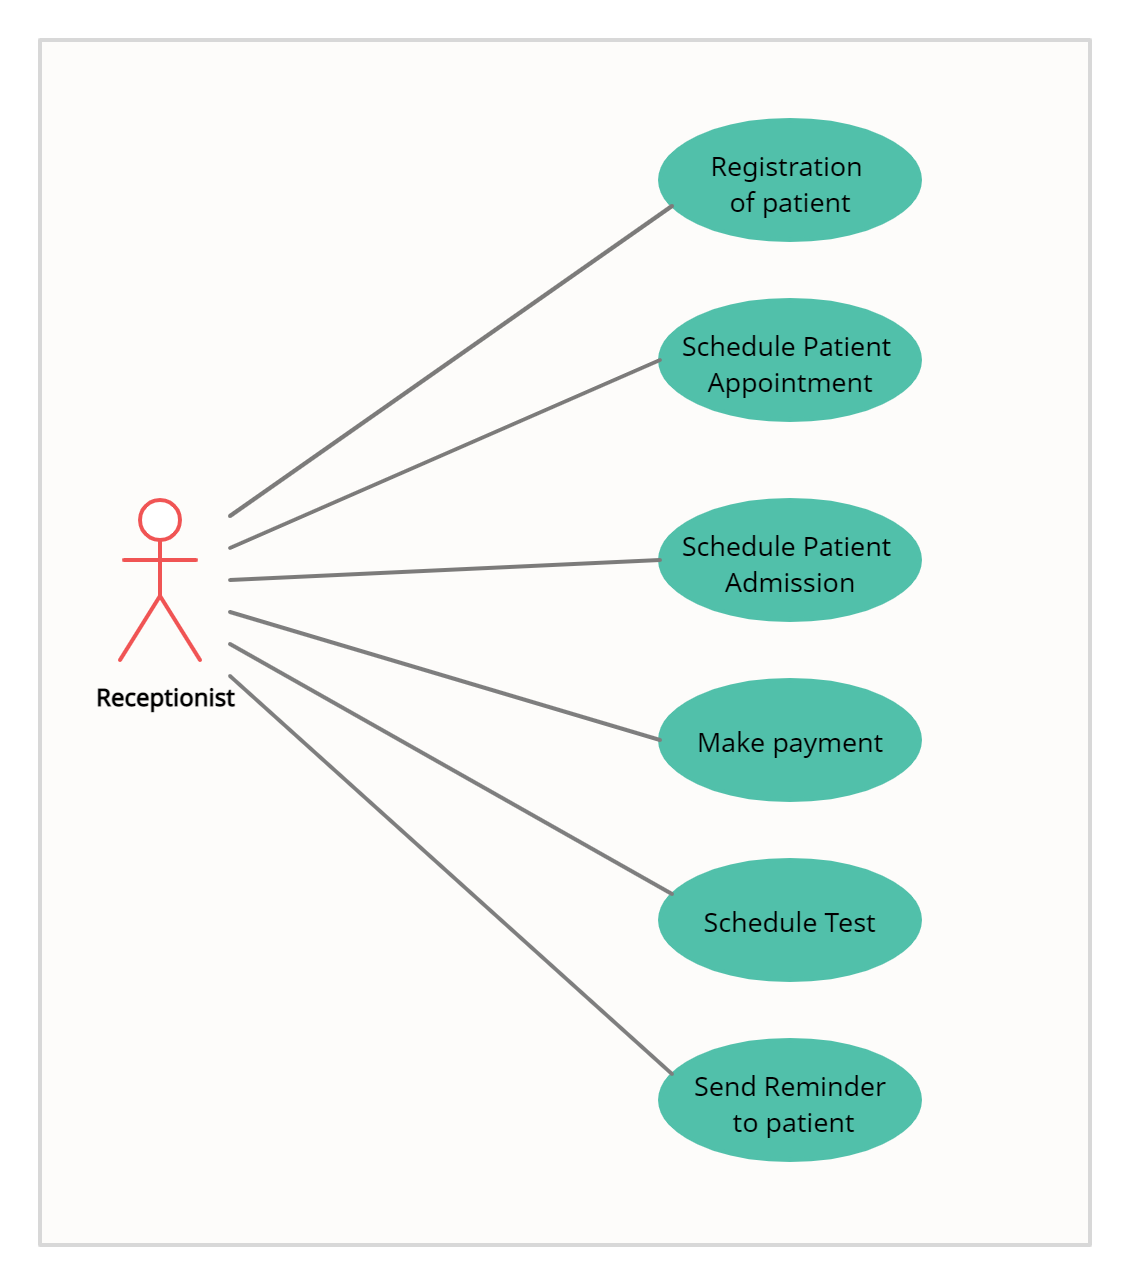 Registration
of patient
Schedule Patient
Appointment
Schedule Patient
Admission
Receptionist
Make payment
Schedule Test
Send Reminder
to patient